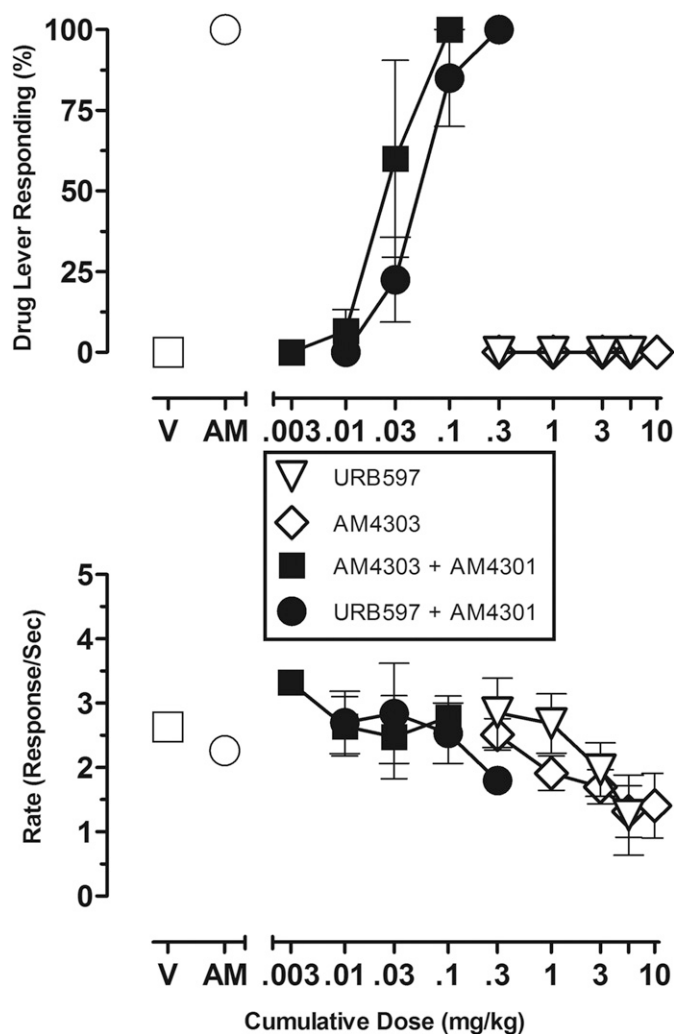 Drug Lever Responding (%)
100
75
50
25
0
V AM .003 .01 .03 .1 .3 1 3 10
URB597
AM4303
AM4303 + AM4301
URB597 + AM4301
Rate (Response/Sec)
5
4
3
2
1
0
V AM .003 .01 .03 .1 .3 1 3 10
Cumulative Dose (mg/kg)